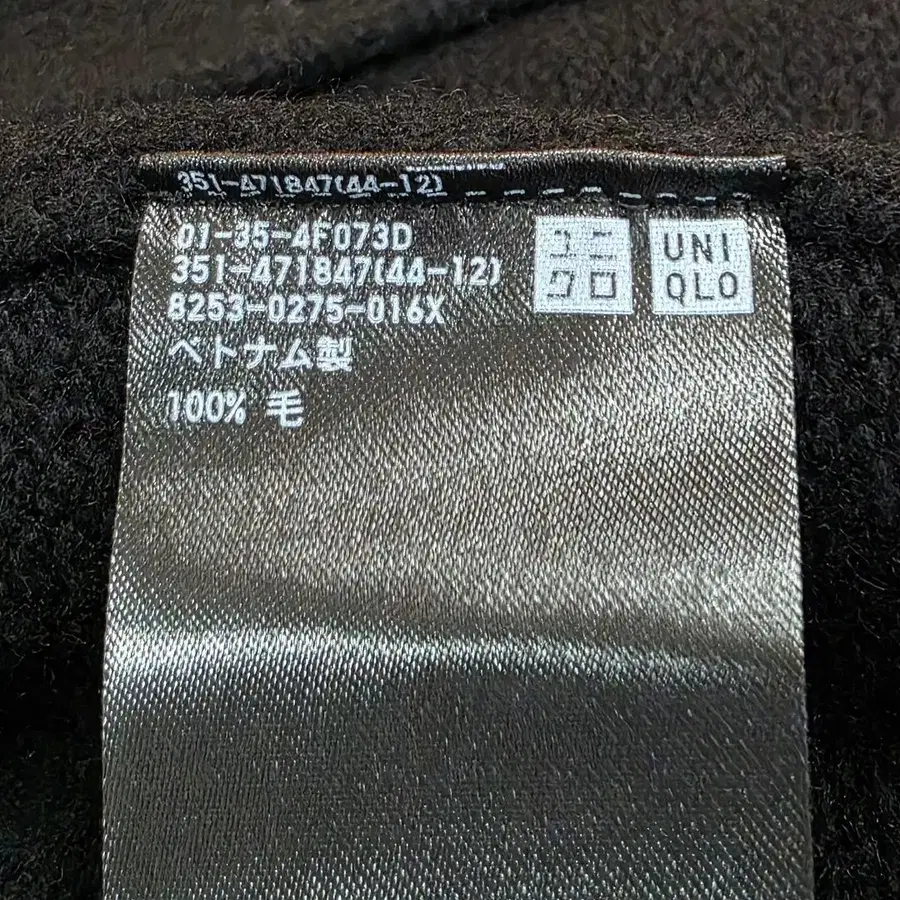 351-471847(44-12)
01-35-4F073D
351-471847(44-12)
8253-0275-016X
ベトナム製
100% 毛
ユニ
クロ
UNI
QLO